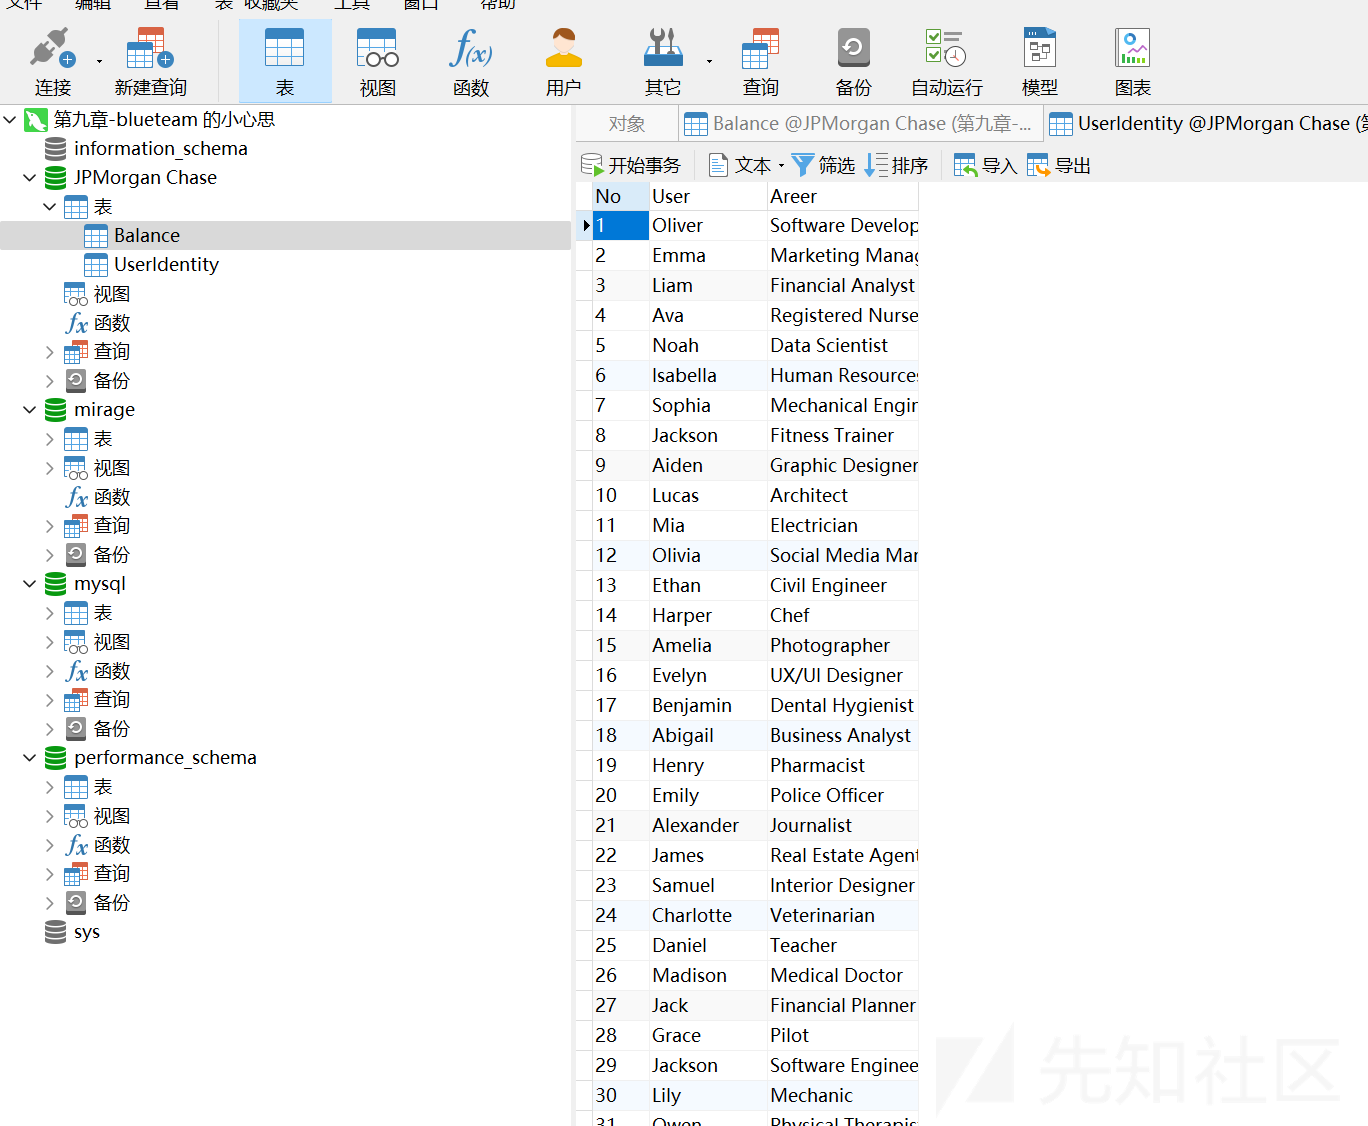 文件 编辑 查看 表 收藏夹 工具 窗口 帮助
连接 新建查询 表 视图 函数 用户 其它 查询 备份 自动运行 模型 图表
第九章-blueteam 的小心思
information_schema
JPMorgan Chase
表
Balance
UserIdentity
视图
函数
查询
备份
mirage
表
视图
函数
查询
备份
mysql
表
视图
函数
查询
备份
performance_schema
表
视图
函数
查询
备份
sys
对象 Balance @JPMorgan Chase (第九章-... UserIdentity @JPMorgan Chase (第
开始事务 文本 筛选 排序 导入 导出
No User Areer
1 Oliver Software Develop
2 Emma Marketing Manag
3 Liam Financial Analyst
4 Ava Registered Nurse
5 Noah Data Scientist
6 Isabella Human Resources
7 Sophia Mechanical Engir
8 Jackson Fitness Trainer
9 Aiden Graphic Designer
10 Lucas Architect
11 Mia Electrician
12 Olivia Social Media Mar
13 Ethan Civil Engineer
14 Harper Chef
15 Amelia Photographer
16 Evelyn UX/UI Designer
17 Benjamin Dental Hygienist
18 Abigail Business Analyst
19 Henry Pharmacist
20 Emily Police Officer
21 Alexander Journalist
22 James Real Estate Agent
23 Samuel Interior Designer
24 Charlotte Veterinarian
25 Daniel Teacher
26 Madison Medical Doctor
27 Jack Financial Planner
28 Grace Pilot
29 Jackson Software Enginee
30 Lily Mechanic
31 Owen Physical Therapis
先知社区